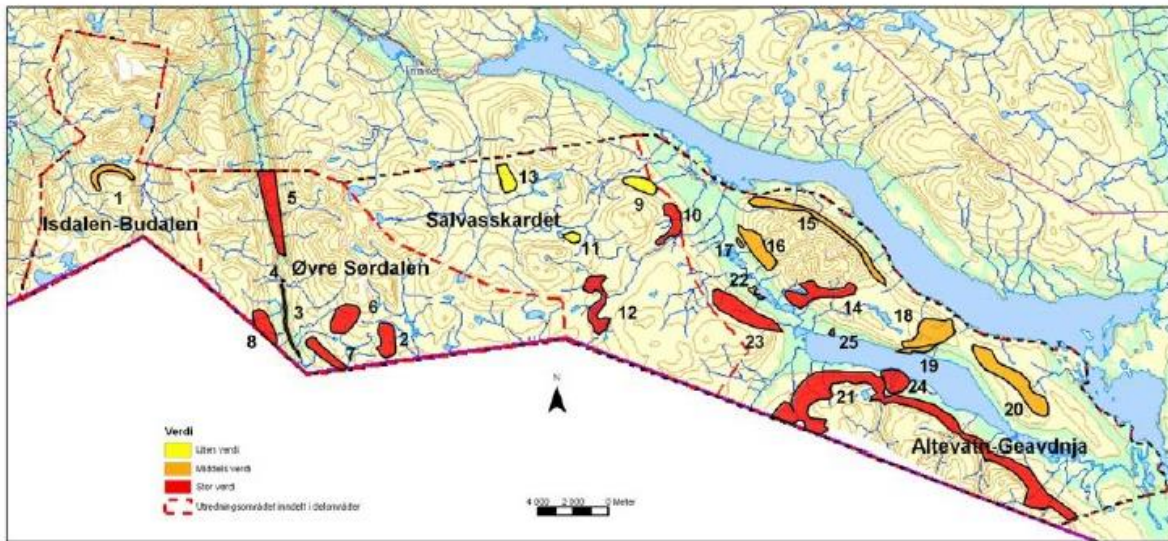 13
9
10
15
1
5
Salvasskardet
Isdalen-Budalen
11
17
16
4
Øvre Sørdalen
22
14
6
12
18
3
25
8
7
2
23
19
24
21
20
N
Altevatn-Geavdnja
Verdi
Liten verdi
Middels verdi
Stor verdi
Utredningsområdet inndelt i delområder
4 000 2 000 0 Meter